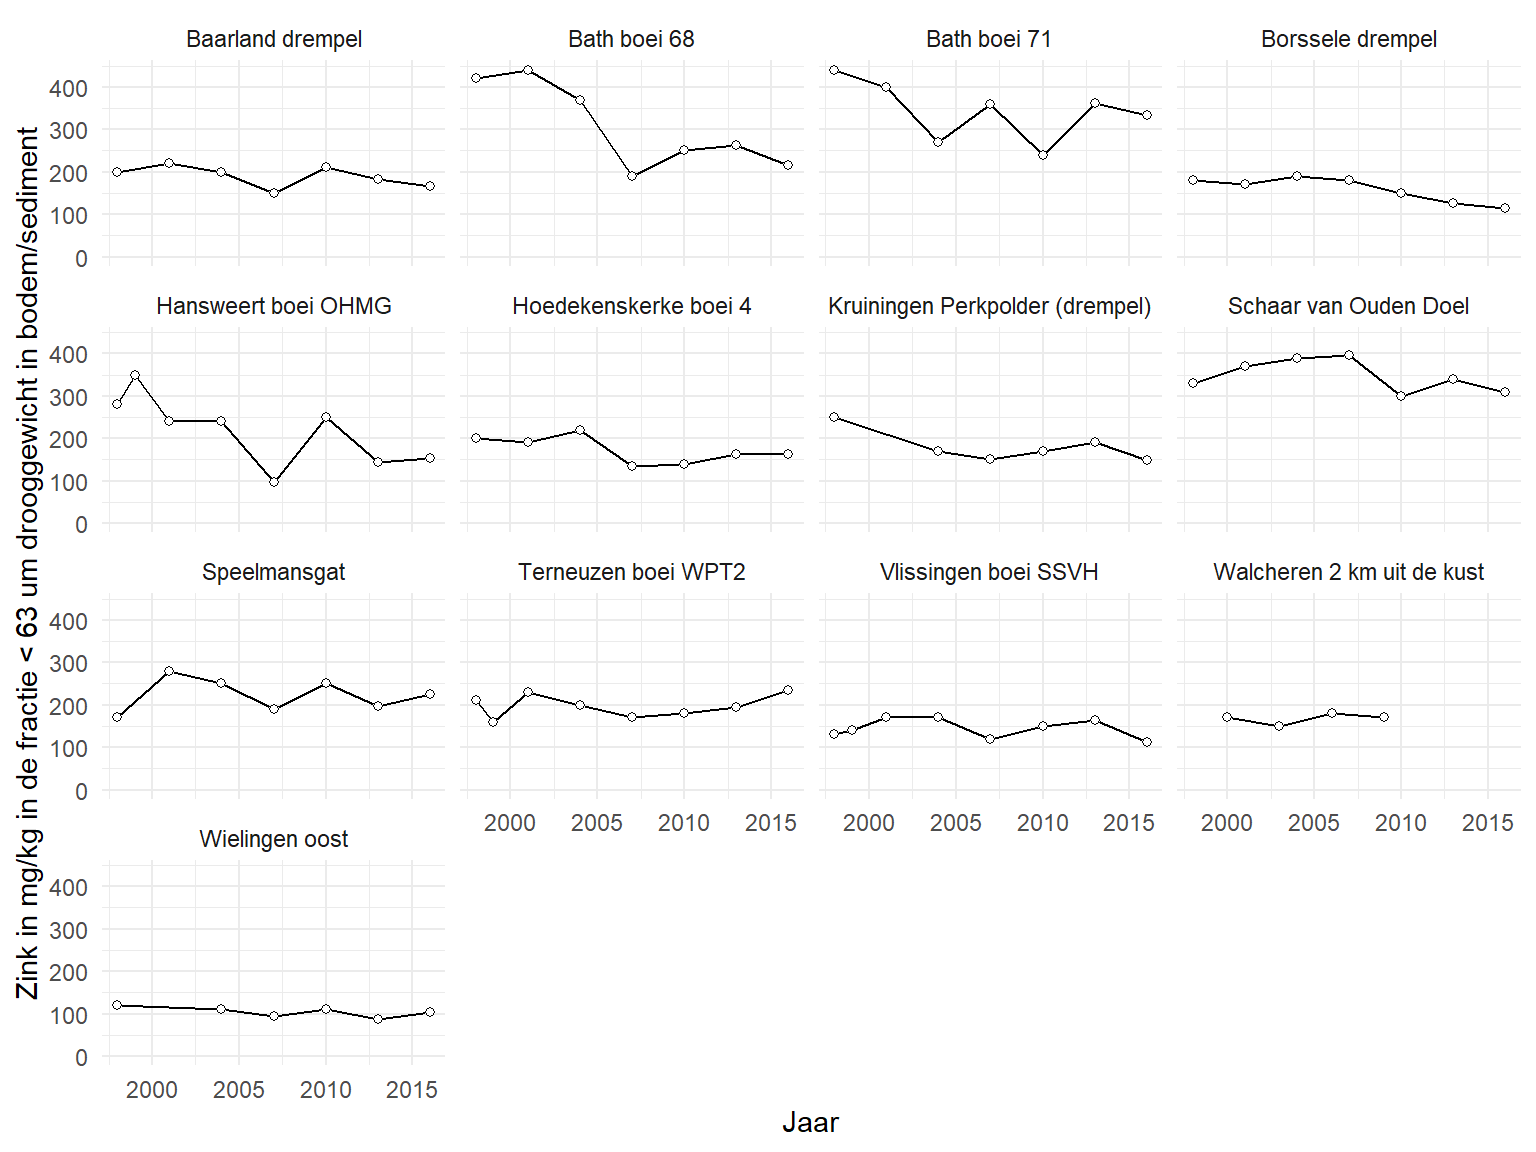 Baarland drempel
Bath boei 68
Bath boei 71
Borssele drempel
400
300
200
100
0
Hansweert boei OHMG
Hoedekenskerke boei 4
Kruiningen Perkpolder (drempel)
Schaar van Ouden Doel
400
300
200
100
0
Speelmansgat
Terneuzen boei WPT2
Vlissingen boei SSVH
Walcheren 2 km uit de kust
400
300
200
100
0
2000 2005 2010 2015
2000 2005 2010 2015
2000 2005 2010 2015
Wielingen oost
400
300
200
100
0
2000 2005 2010 2015
Jaar
Zink in mg/kg in de fractie < 63 um drooggewicht in bodem/sediment